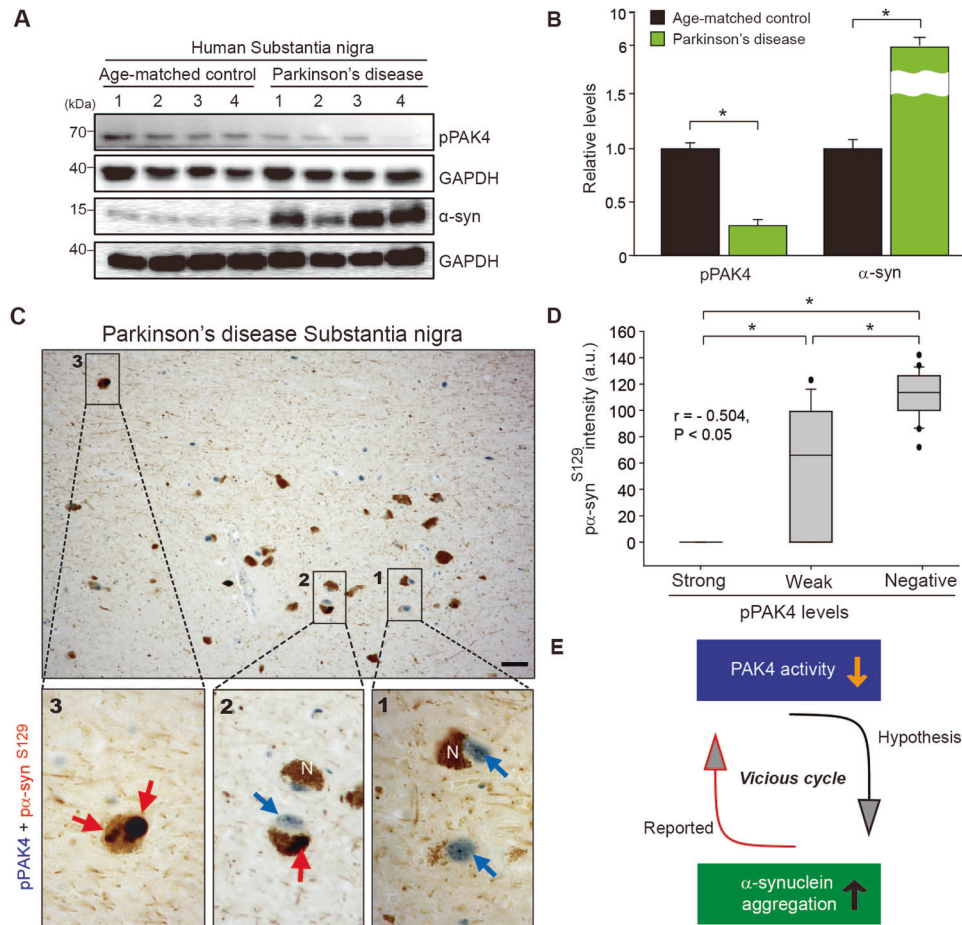 A
Human Substantia nigra
Age-matched control Parkinson's disease
(kDa) 1 2 3 4 1 2 3 4
70 pPAK4
40 GAPDH
15 α-syn
40 GAPDH
B
Age-matched control
Parkinson's disease
Relative levels
10
6
1.5
1.0
0.5
0
*
*
pPAK4 α-syn
C
Parkinson's disease Substantia nigra
3
2
1
pPAK4 + pα-syn S129
3
2
N
1
N
D
pα-syn S129 intensity (a.u.)
160
140
120
100
80
60
40
20
0
*
* *
r = - 0.504,
P < 0.05
Strong Weak Negative
pPAK4 levels
E
PAK4 activity
Hypothesis
Vicious cycle
Reported
α-synuclein
aggregation